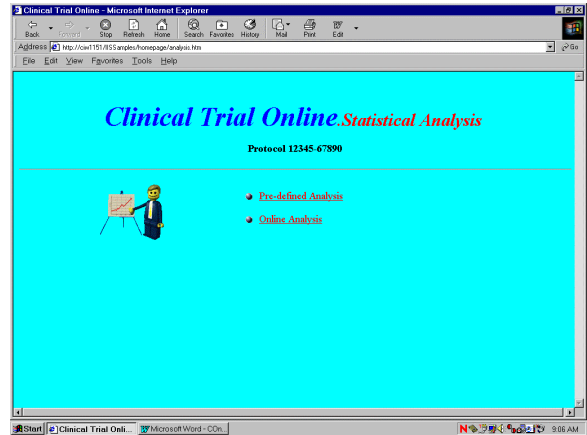 Clinical Trial Online - Microsoft Internet Explorer
Back Forward Stop Refresh Home Search Favorites History Mail Print Edit
Address http://ciw1151/IISSamples/homepage/analysis.htm Go
File Edit View Favorites Tools Help
Clinical Trial Online.Statistical Analysis
Protocol 12345-67890
Pre-defined Analysis
Online Analysis
Start Clinical Trial Onli... Microsoft Word - COn... 9:06 AM